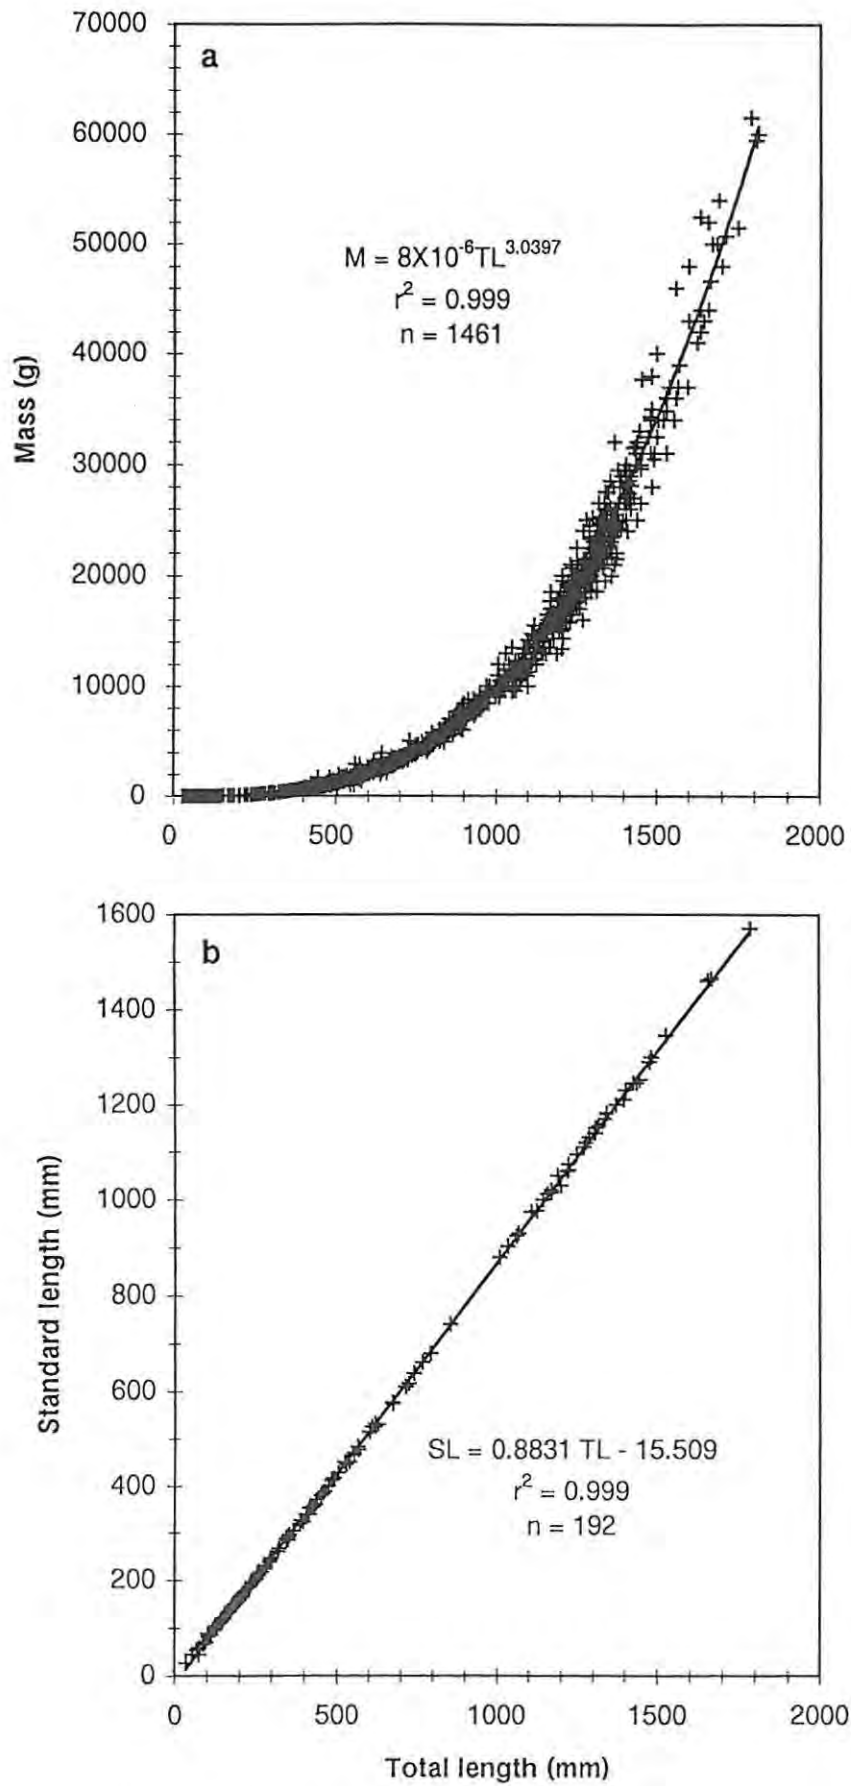 70000
a
60000
50000
M = 8X10⁻⁶TL³·⁰³⁹⁷
r² = 0.999
n = 1461
40000
Mass (g)
30000
20000
10000
0
0 500 1000 1500 2000
1600
b
1400
1200
1000
Standard length (mm)
800
600
SL = 0.8831 TL - 15.509
r² = 0.999
n = 192
400
200
0
0 500 1000 1500 2000
Total length (mm)